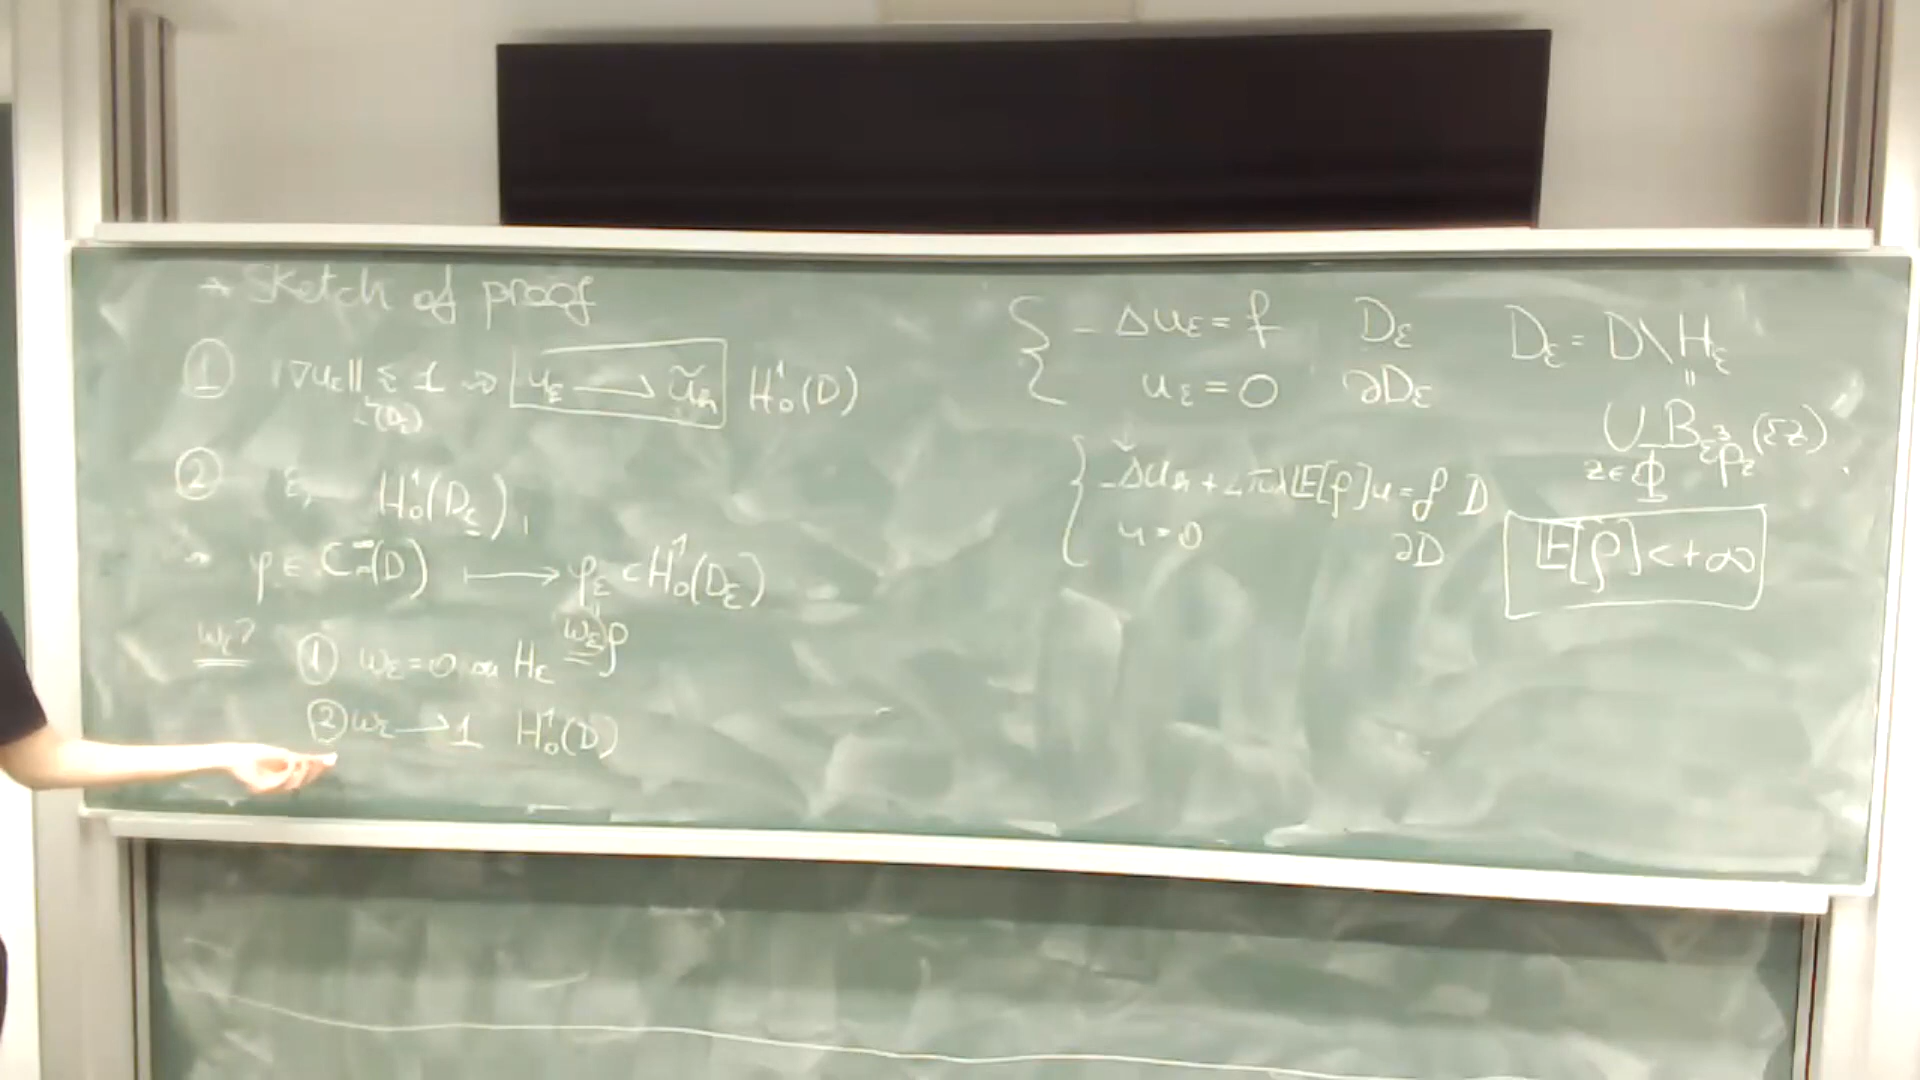 * Sketch of proof
① ||∇u_ε||_{L²(D_ε)} ≲ 1 ⇝ u_ε ⟶ ũ_h H¹₀(D)
② H¹₀(D_ε),
ρ ∈ C^∞(D) ⟼ ρ_ε ∈ H¹₀(D_ε)
=
w_ε ρ
w_ε? ① w_ε = 0 on H_ε
② w_ε ⟶ 1 H¹₀(D)
{ -Δu_ε = f D_ε
u_ε = 0 ∂D_ε
D_ε = D \ H_ε
=
⋃_{z∈Φ} B_{ε³ρ_z}(εz)
{ -Δu_h + 4πλE[ρ]u = f D
u = 0 ∂D
E[ρ] < +∞